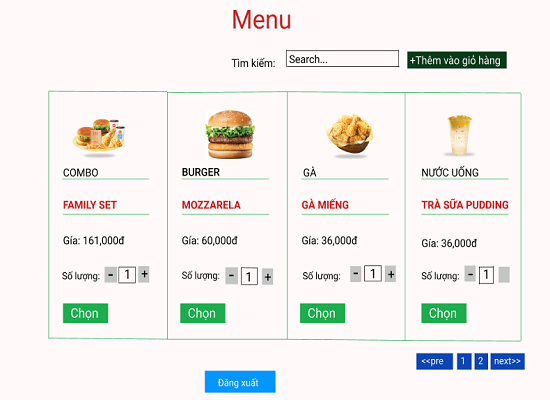 Menu
Tìm kiếm: Search... +Thêm vào giỏ hàng
COMBO BURGER GÀ NƯỚC UỐNG
FAMILY SET MOZZARELA GÀ MIẾNG TRÀ SỮA PUDDING
Gía: 161,000đ Gía: 60,000đ Gía: 36,000đ Gía: 36,000đ
Số lượng: - 1 + Số lượng: - 1 + Số lượng: - 1 + Số lượng: - 1
Chọn Chọn Chọn Chọn
<<pre 1 2 next>>
Đăng xuất